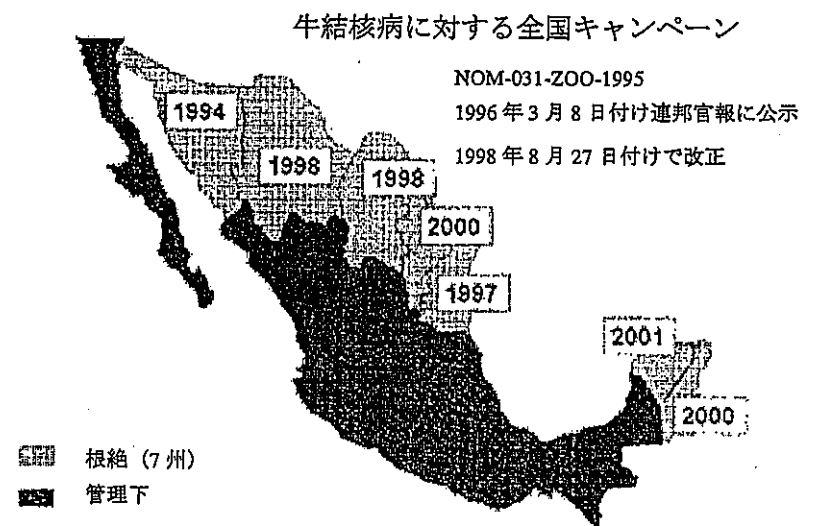 牛結核病に対する全国キャンペーン
NOM-031-ZOO-1995
1996年3月8日付け連邦官報に公示
1998年8月27日付けで改正
1994
1998
1998
2000
1997
2001
2000
根絶（7州）
管理下